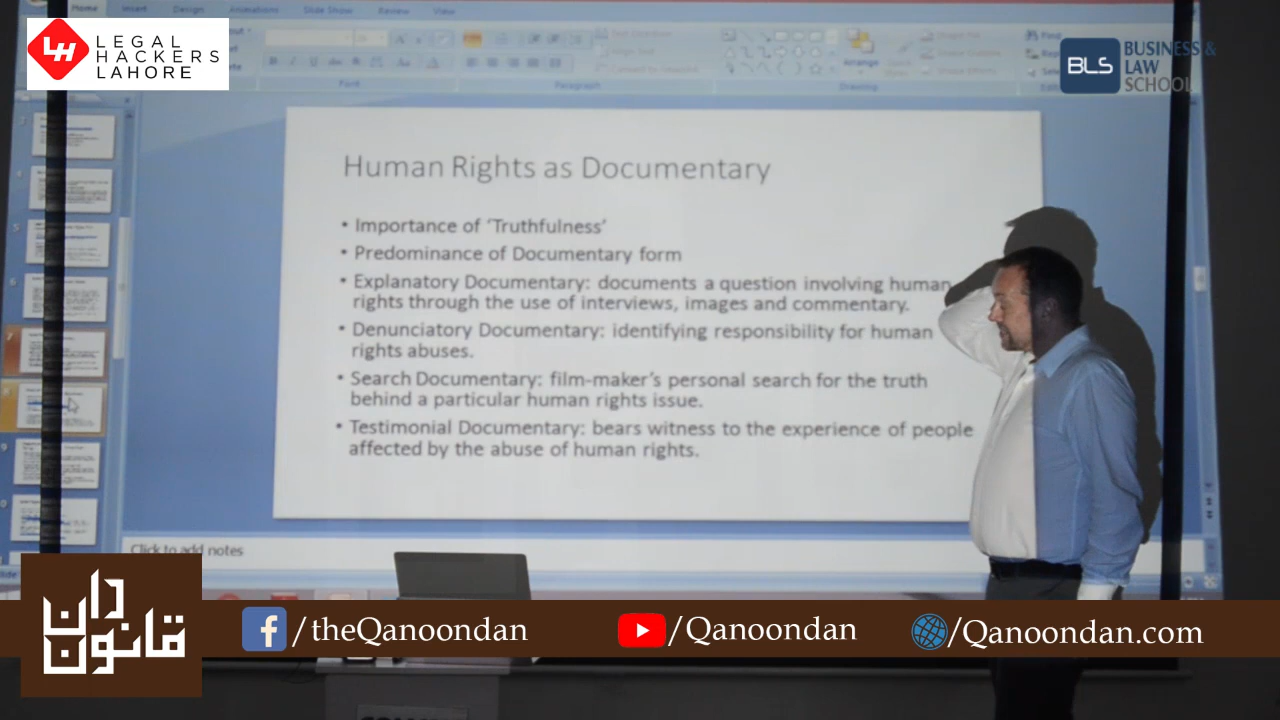 LEGAL
HACKERS
LAHORE
Home Insert Design Animations Slide Show Review View
BLS
BUSINESS &
LAW
SCHOOL
Font Paragraph Drawing
Arrange
Human Rights as Documentary
• Importance of ‘Truthfulness’
• Predominance of Documentary form
• Explanatory Documentary: documents a question involving human
rights through the use of interviews, images and commentary.
• Denunciatory Documentary: identifying responsibility for human
rights abuses.
• Search Documentary: film-maker’s personal search for the truth
behind a particular human rights issue.
• Testimonial Documentary: bears witness to the experience of people
affected by the abuse of human rights.
Click to add notes
قانون دان
/theQanoondan
/Qanoondan
/Qanoondan.com